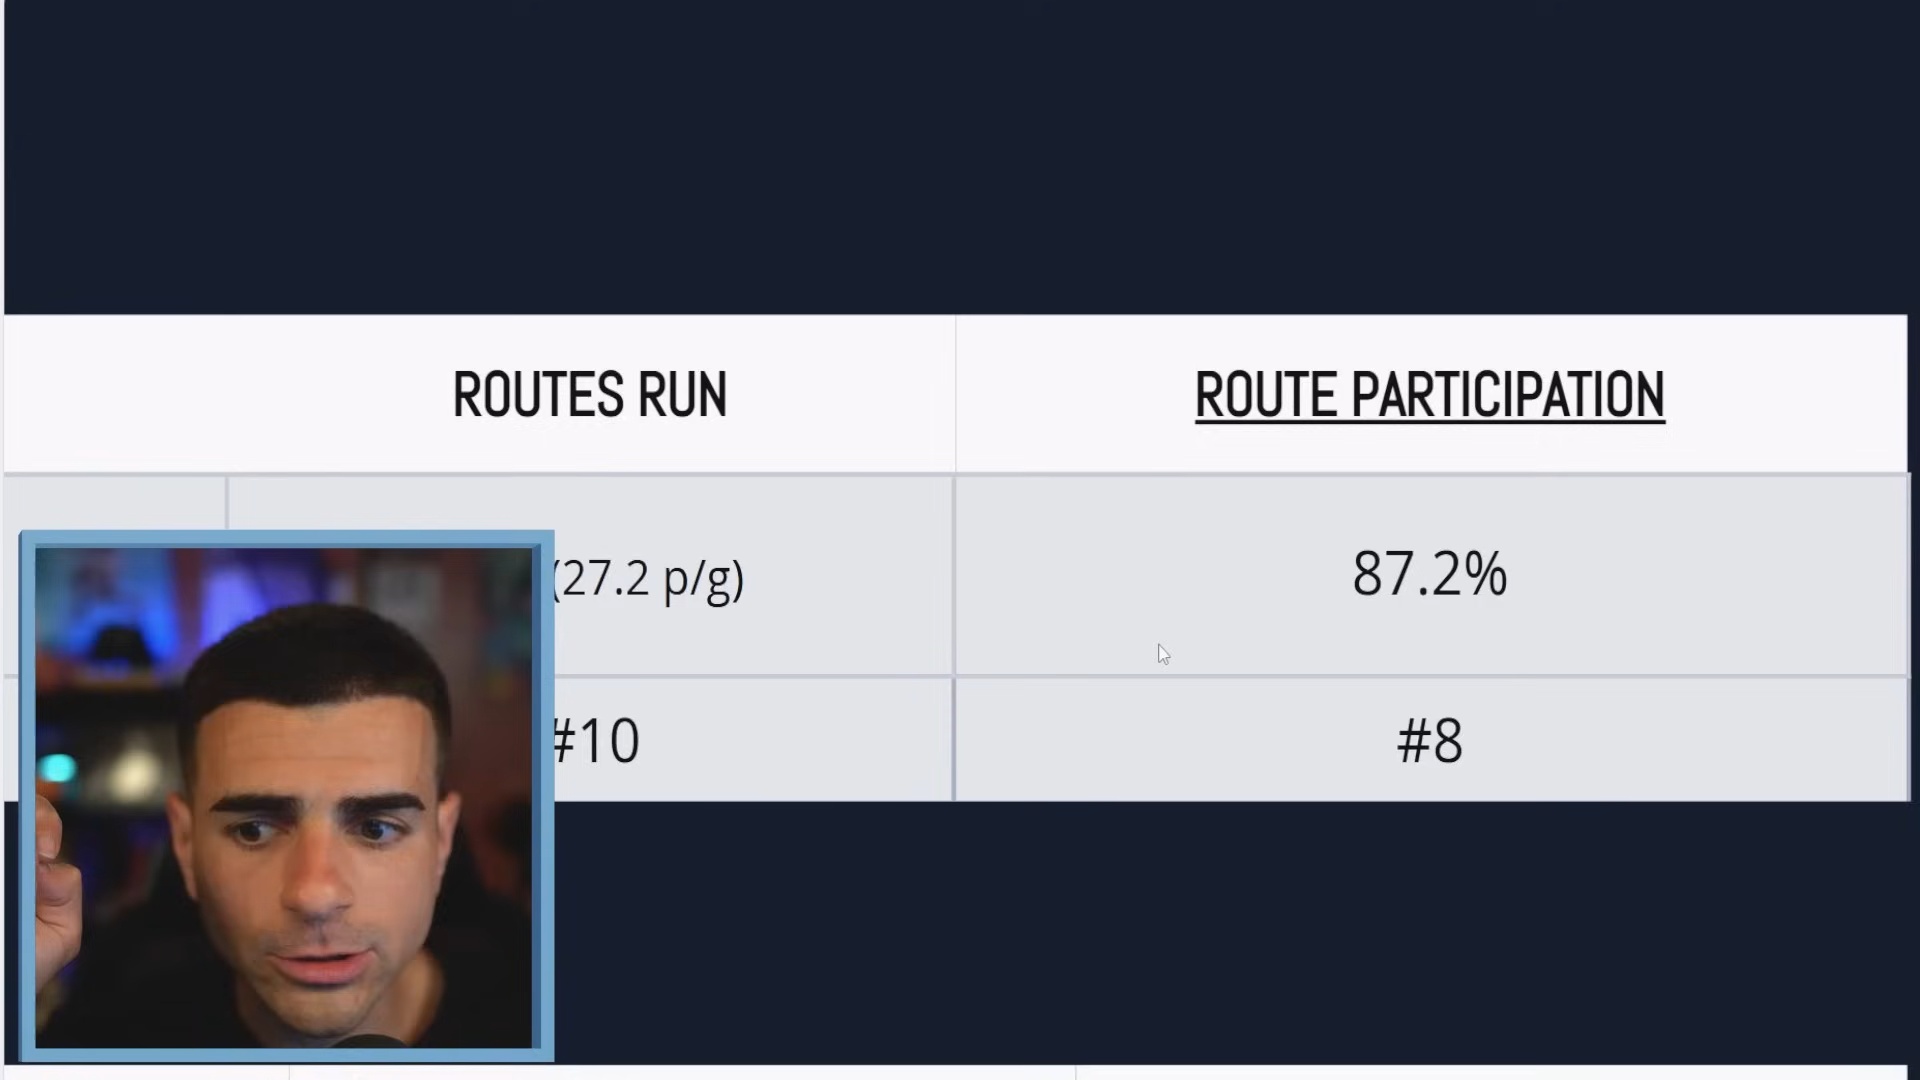 ROUTES RUN
ROUTE PARTICIPATION
(27.2 p/g)
87.2%
#10
#8